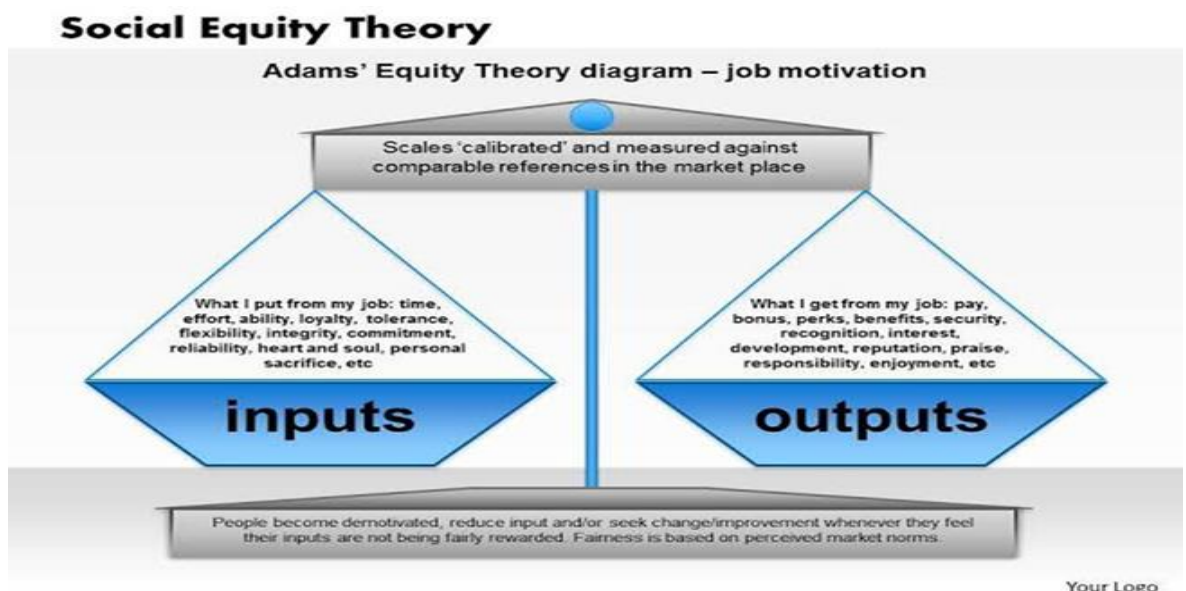 Social Equity Theory
Adams’ Equity Theory diagram – job motivation
Scales ‘calibrated’ and measured against
comparable references in the market place
What I put from my job: time,
effort, ability, loyalty, tolerance,
flexibility, integrity, commitment,
reliability, heart and soul, personal
sacrifice, etc
inputs
What I get from my job: pay,
bonus, perks, benefits, security,
recognition, interest,
development, reputation, praise,
responsibility, enjoyment, etc
outputs
People become demotivated, reduce input and/or seek change/improvement whenever they feel
their inputs are not being fairly rewarded. Fairness is based on perceived market norms.
Your Logo